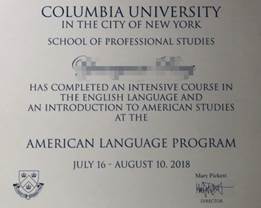 COLUMBIA UNIVERSITY
IN THE CITY OF NEW YORK
SCHOOL OF PROFESSIONAL STUDIES
HAS COMPLETED AN INTENSIVE COURSE IN
THE ENGLISH LANGUAGE AND
AN INTRODUCTION TO AMERICAN STUDIES
AT THE
AMERICAN LANGUAGE PROGRAM
JULY 16 - AUGUST 10, 2018
Mary Pickett
DIRECTOR